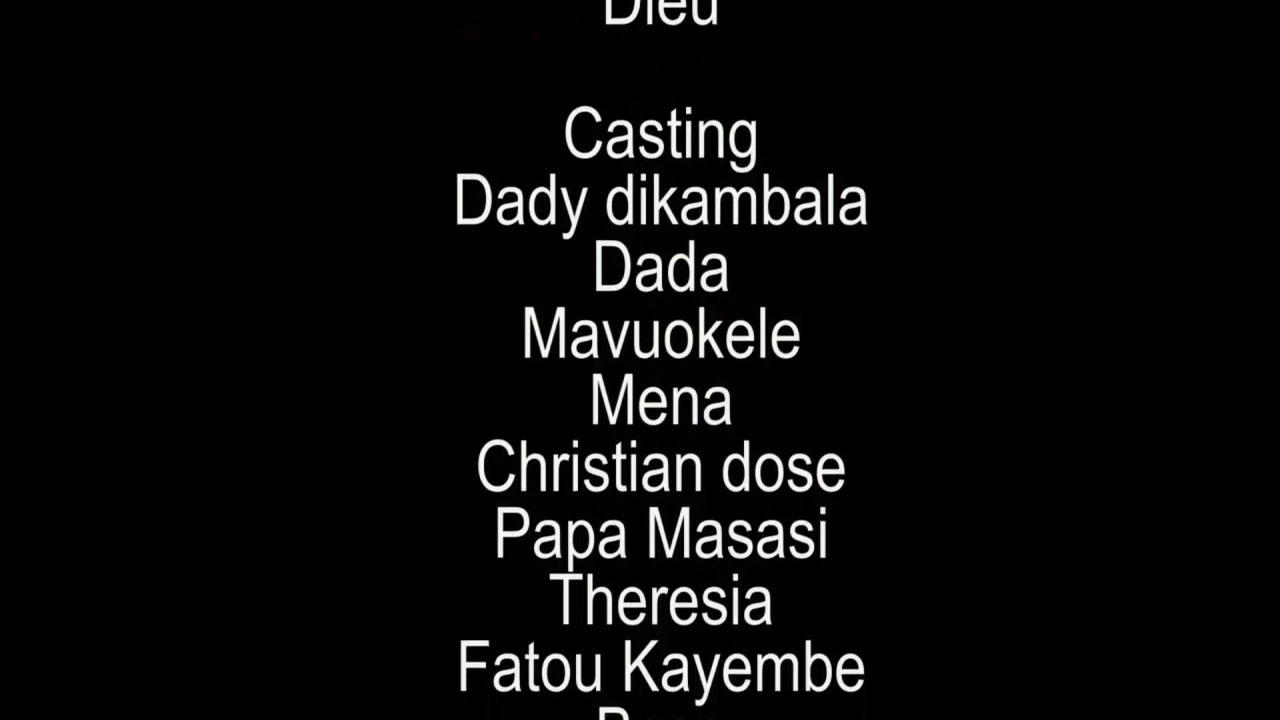 Dieu
Casting
Dady dikambala
Dada
Mavuokele
Mena
Christian dose
Papa Masasi
Theresia
Fatou Kayembe